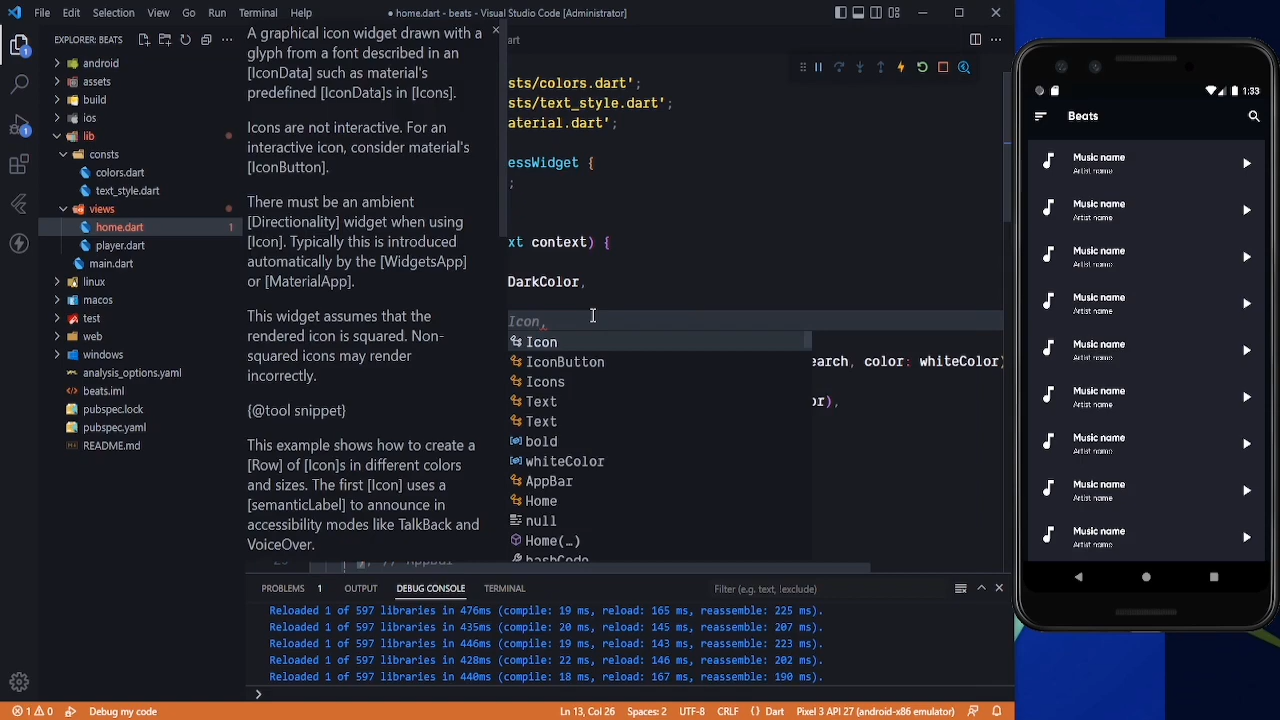 File Edit Selection View Go Run Terminal Help
● home.dart - beats - Visual Studio Code [Administrator]
EXPLORER: BEATS
android
assets
build
ios
lib
consts
colors.dart
text_style.dart
views
home.dart 1
player.dart
main.dart
linux
macos
test
web
windows
analysis_options.yaml
beats.iml
pubspec.lock
pubspec.yaml
README.md
A graphical icon widget drawn with a
glyph from a font described in an
[IconData] such as material's
predefined [IconData]s in [Icons].
Icons are not interactive. For an
interactive icon, consider material's
[IconButton].
There must be an ambient
[Directionality] widget when using
[Icon]. Typically this is introduced
automatically by the [WidgetsApp]
or [MaterialApp].
This widget assumes that the
rendered icon is squared. Non-
squared icons may render
incorrectly.
{@tool snippet}
This example shows how to create a
[Row] of [Icon]s in different colors
and sizes. The first [Icon] uses a
[semanticLabel] to announce in
accessibility modes like TalkBack and
VoiceOver.
art
sts/colors.dart';
sts/text_style.dart';
aterial.dart';
essWidget {
;
xt context) {
DarkColor,
Icon,
earch, color: whiteColor)
or),
Icon
IconButton
Icons
Text
Text
bold
whiteColor
AppBar
Home
null
Home(…)
hashCode
}, // AppBar
PROBLEMS 1 OUTPUT DEBUG CONSOLE TERMINAL
Filter (e.g. text, !exclude)
Reloaded 1 of 597 libraries in 476ms (compile: 19 ms, reload: 165 ms, reassemble: 225 ms).
Reloaded 1 of 597 libraries in 435ms (compile: 20 ms, reload: 145 ms, reassemble: 207 ms).
Reloaded 1 of 597 libraries in 446ms (compile: 19 ms, reload: 143 ms, reassemble: 223 ms).
Reloaded 1 of 597 libraries in 428ms (compile: 22 ms, reload: 146 ms, reassemble: 202 ms).
Reloaded 1 of 597 libraries in 440ms (compile: 18 ms, reload: 167 ms, reassemble: 190 ms).
1 0 Debug my code
Ln 13, Col 26 Spaces: 2 UTF-8 CRLF {} Dart Pixel 3 API 27 (android-x86 emulator)
1:33
Beats
Music name
Artist name
Music name
Artist name
Music name
Artist name
Music name
Artist name
Music name
Artist name
Music name
Artist name
Music name
Artist name
Music name
Artist name
Music name
Artist name